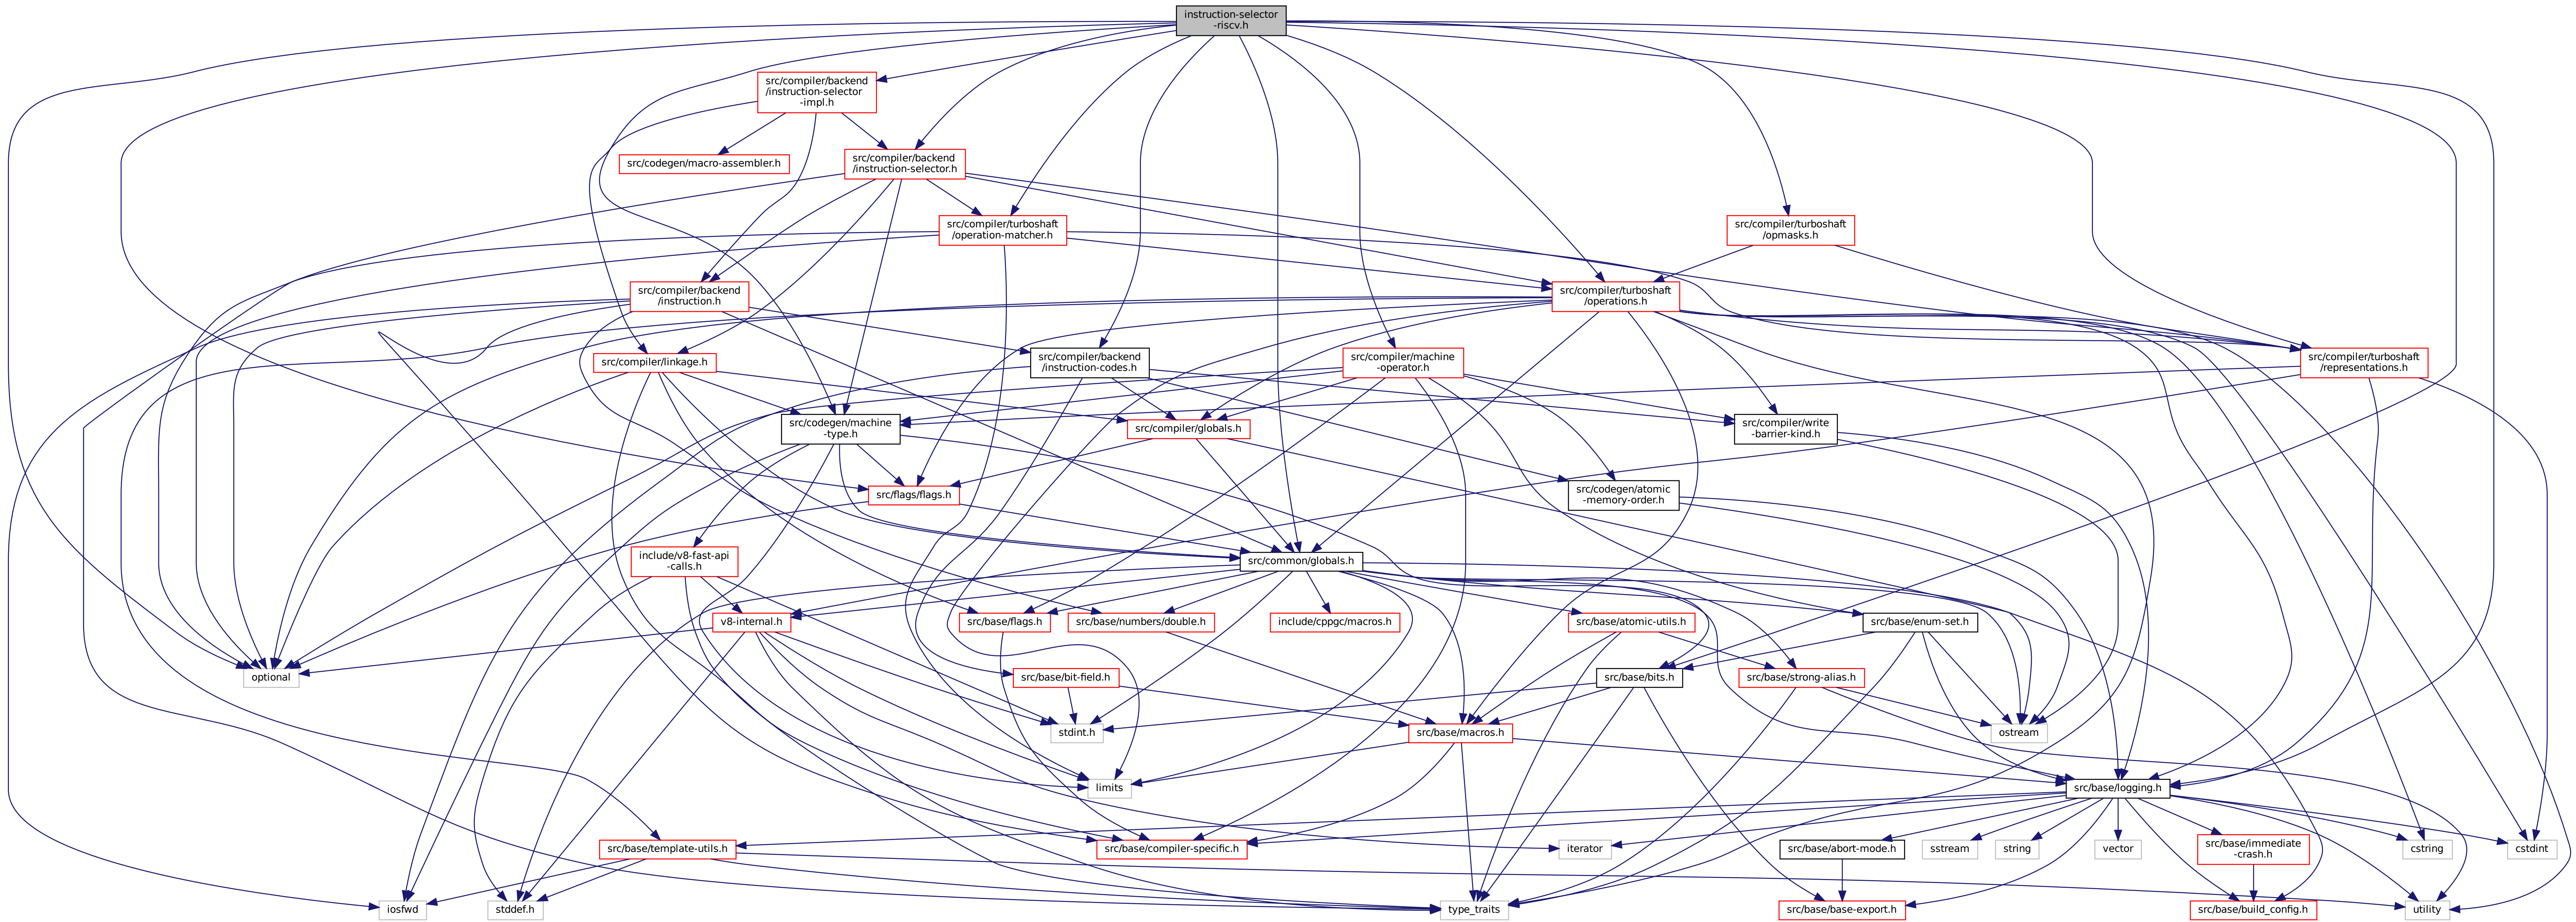 instruction-selector
-riscv.h
src/compiler/backend
/instruction-selector
-impl.h
src/codegen/macro-assembler.h
src/compiler/backend
/instruction-selector.h
src/compiler/turboshaft
/operation-matcher.h
src/compiler/turboshaft
/opmasks.h
src/compiler/backend
/instruction.h
src/compiler/turboshaft
/operations.h
src/compiler/linkage.h
src/compiler/backend
/instruction-codes.h
src/compiler/machine
-operator.h
src/compiler/turboshaft
/representations.h
src/codegen/machine
-type.h
src/compiler/globals.h
src/compiler/write
-barrier-kind.h
src/flags/flags.h
src/codegen/atomic
-memory-order.h
include/v8-fast-api
-calls.h
src/common/globals.h
v8-internal.h
src/base/flags.h
src/base/numbers/double.h
include/cppgc/macros.h
src/base/atomic-utils.h
src/base/enum-set.h
optional
src/base/bit-field.h
src/base/bits.h
src/base/strong-alias.h
stdint.h
src/base/macros.h
ostream
limits
src/base/logging.h
src/base/template-utils.h
src/base/compiler-specific.h
iterator
src/base/abort-mode.h
sstream
string
vector
src/base/immediate
-crash.h
cstring
cstdint
iosfwd
stddef.h
type_traits
src/base/base-export.h
src/base/build_config.h
utility